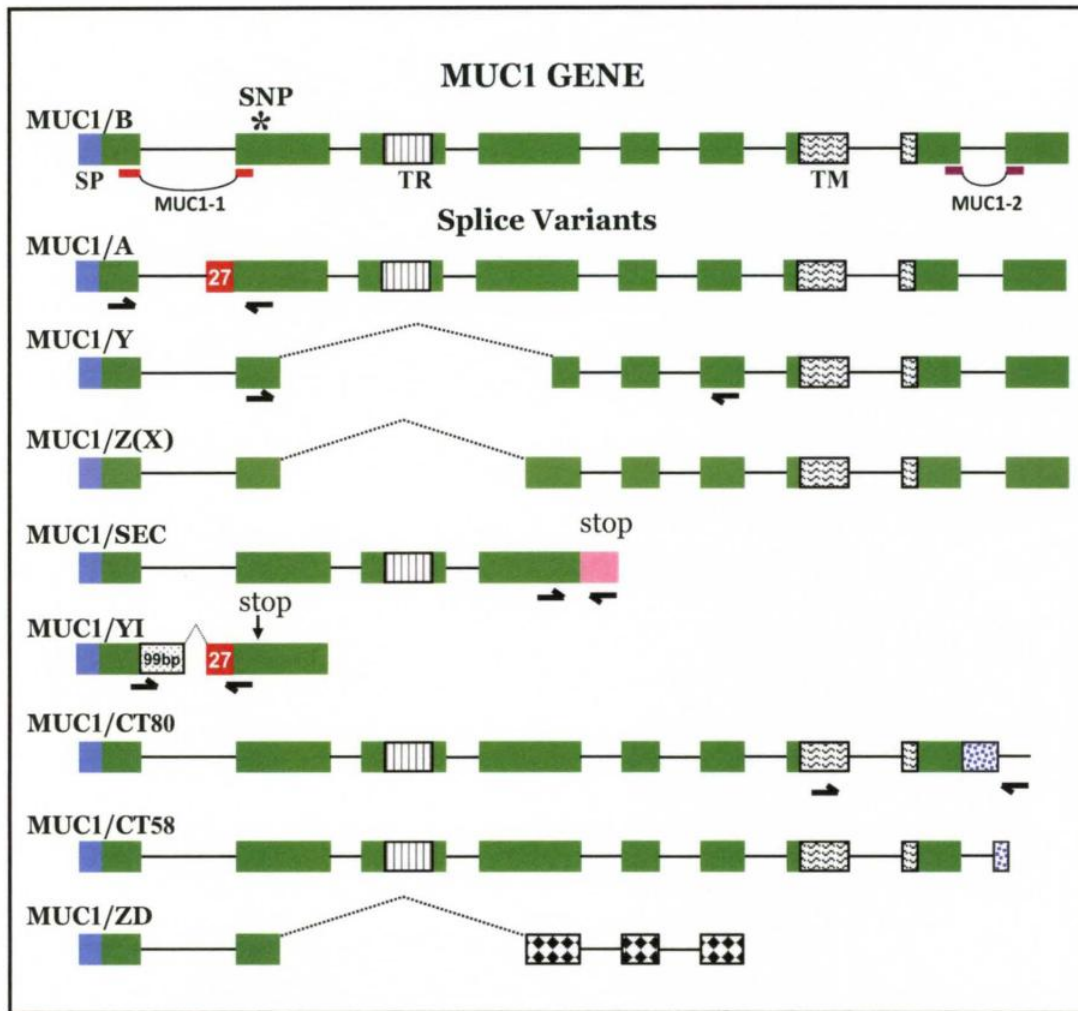 MUC1 GENE
SNP
*
MUC1/B
SP
TR
TM
MUC1-1
MUC1-2
Splice Variants
MUC1/A
27
MUC1/Y
MUC1/Z(X)
MUC1/SEC
stop
stop
MUC1/YI
99bp
27
MUC1/CT80
MUC1/CT58
MUC1/ZD